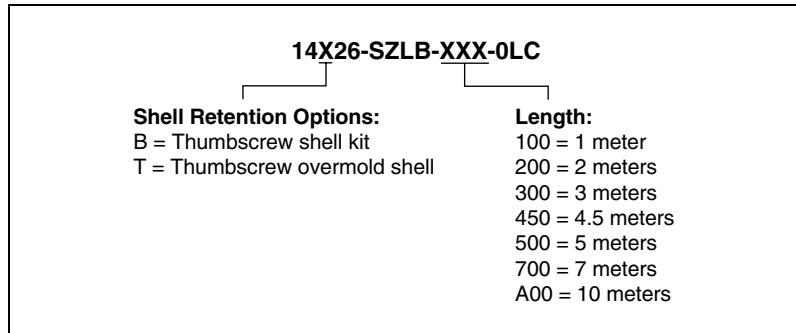 14X26-SZLB-XXX-0LC
Shell Retention Options:
B = Thumbscrew shell kit
T = Thumbscrew overmold shell
Length:
100 = 1 meter
200 = 2 meters
300 = 3 meters
450 = 4.5 meters
500 = 5 meters
700 = 7 meters
A00 = 10 meters